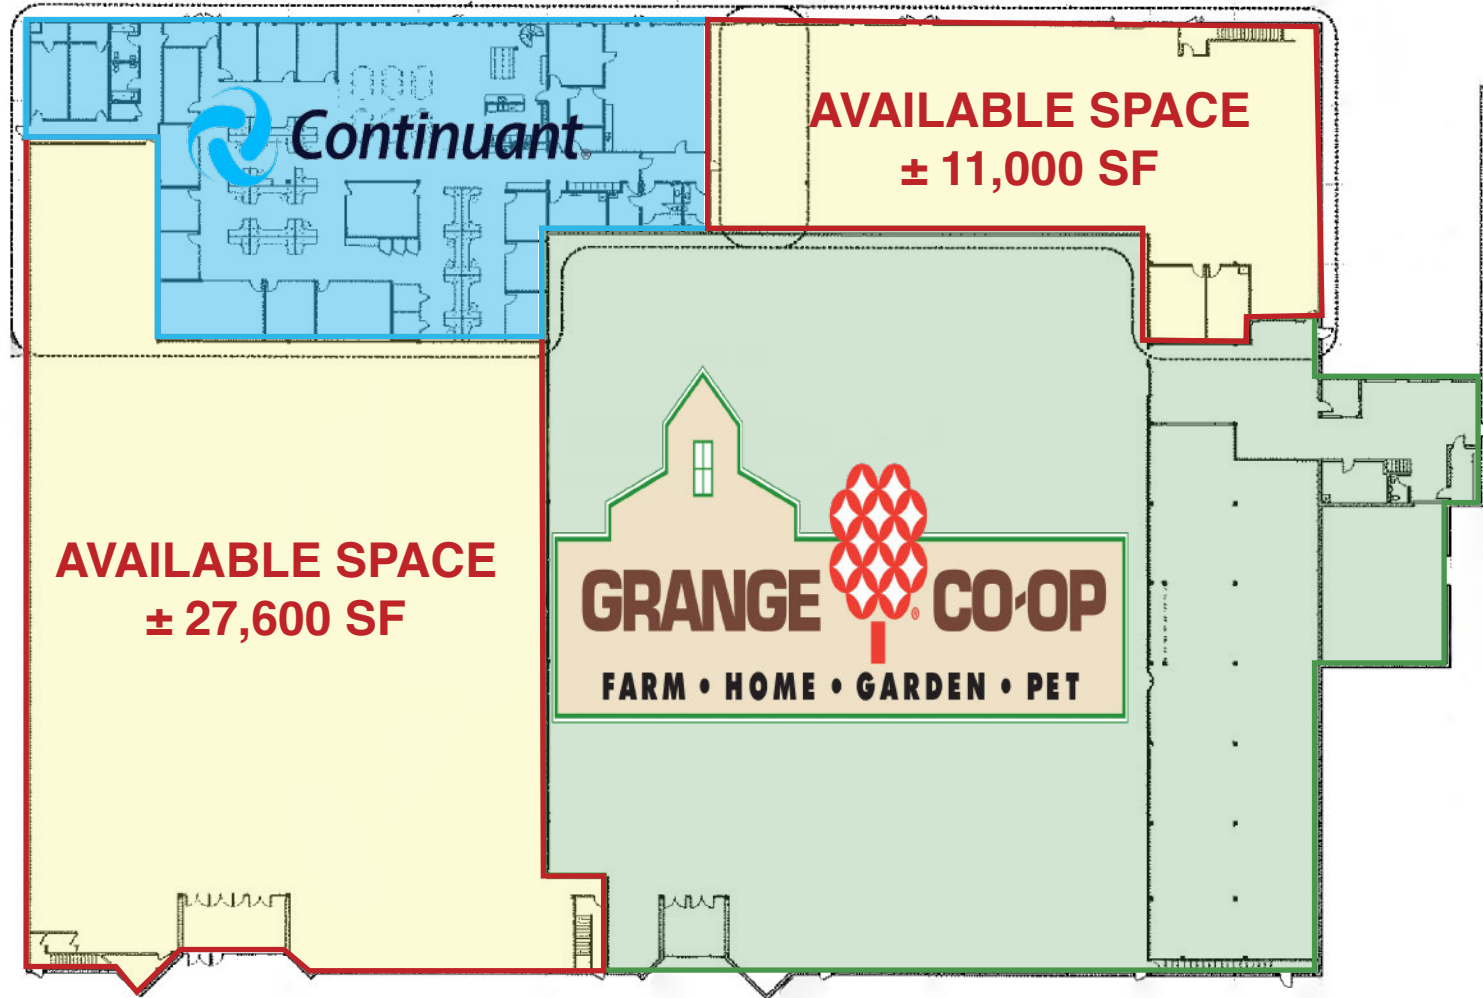 Continuant®
AVAILABLE SPACE
± 11,000 SF
AVAILABLE SPACE
± 27,600 SF
GRANGE CO-OP®
FARM • HOME • GARDEN • PET